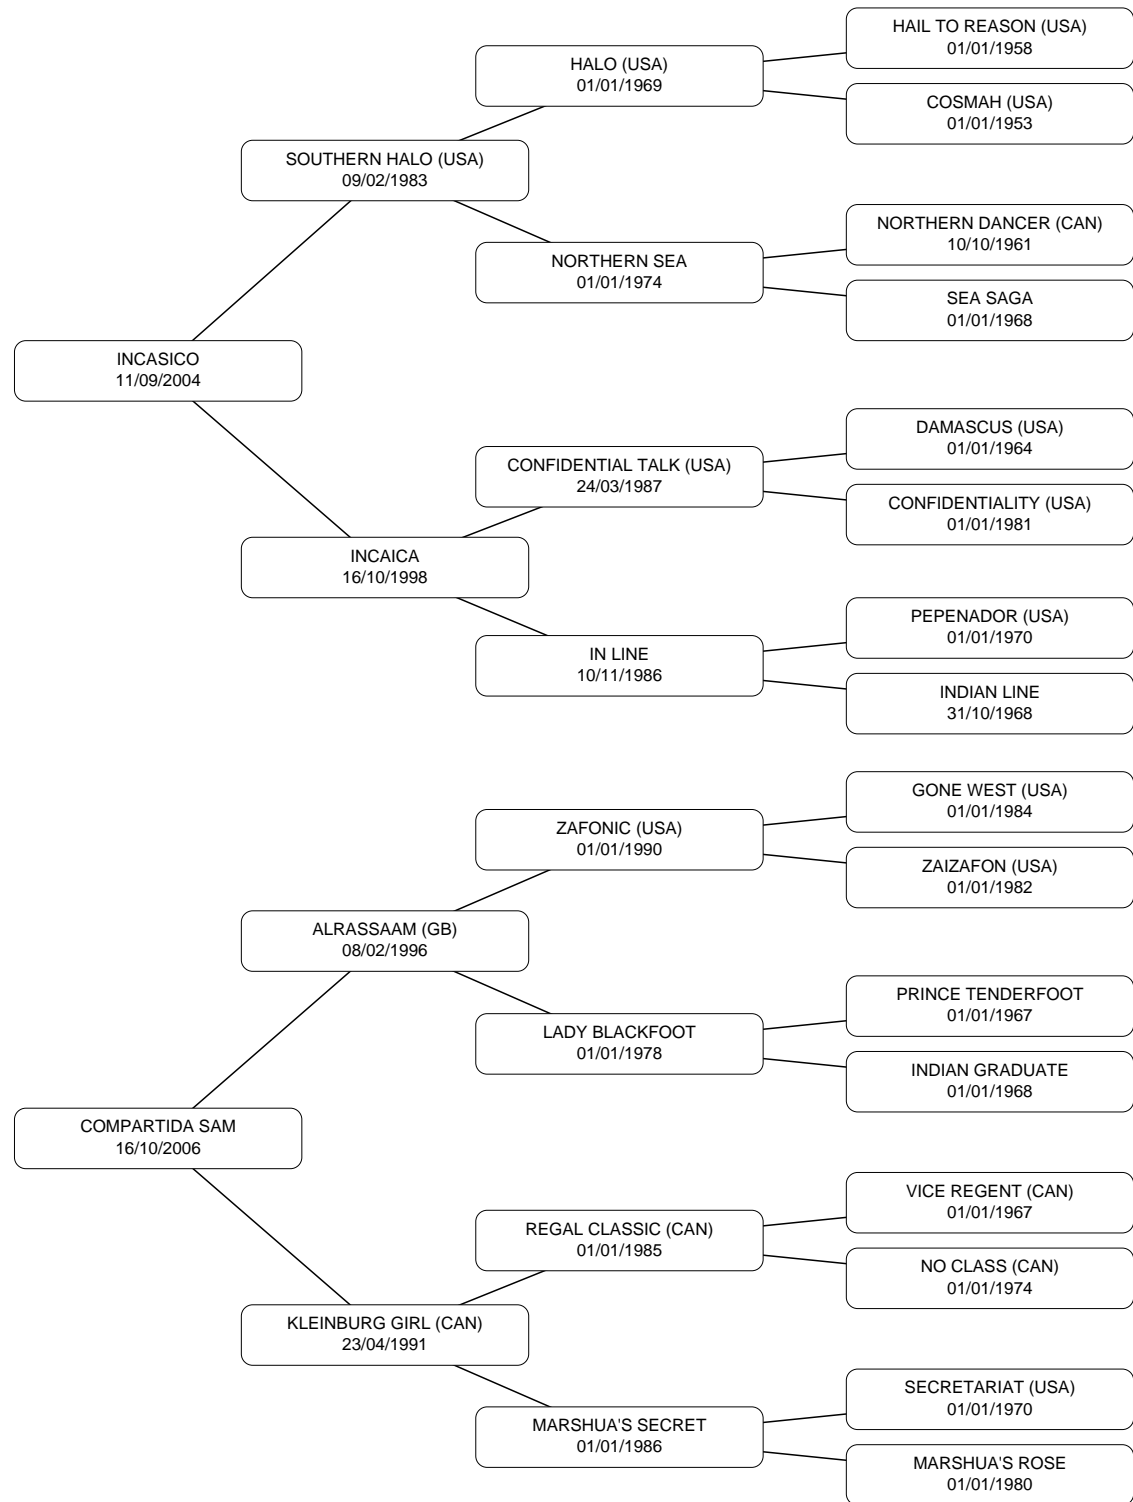 HAIL TO REASON (USA)
01/01/1958
HALO (USA)
01/01/1969
COSMAH (USA)
01/01/1953
SOUTHERN HALO (USA)
09/02/1983
NORTHERN DANCER (CAN)
10/10/1961
NORTHERN SEA
01/01/1974
SEA SAGA
01/01/1968
INCASICO
11/09/2004
DAMASCUS (USA)
01/01/1964
CONFIDENTIAL TALK (USA)
24/03/1987
CONFIDENTIALITY (USA)
01/01/1981
INCAICA
16/10/1998
PEPENADOR (USA)
01/01/1970
IN LINE
10/11/1986
INDIAN LINE
31/10/1968
GONE WEST (USA)
01/01/1984
ZAFONIC (USA)
01/01/1990
ZAIZAFON (USA)
01/01/1982
ALRASSAAM (GB)
08/02/1996
PRINCE TENDERFOOT
01/01/1967
LADY BLACKFOOT
01/01/1978
INDIAN GRADUATE
01/01/1968
COMPARTIDA SAM
16/10/2006
VICE REGENT (CAN)
01/01/1967
REGAL CLASSIC (CAN)
01/01/1985
NO CLASS (CAN)
01/01/1974
KLEINBURG GIRL (CAN)
23/04/1991
SECRETARIAT (USA)
01/01/1970
MARSHUA'S SECRET
01/01/1986
MARSHUA'S ROSE
01/01/1980